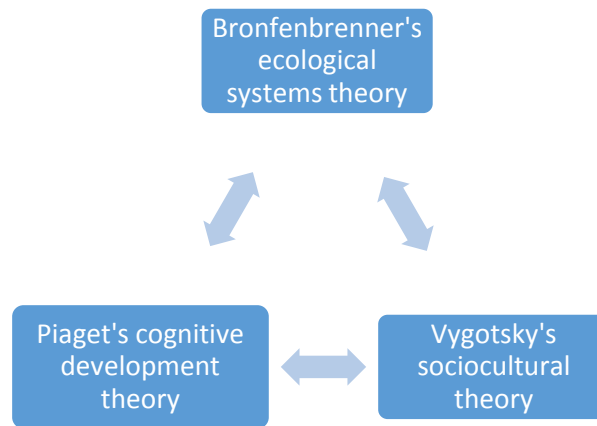 Bronfenbrenner's
ecological
systems theory
Piaget's cognitive
development
theory
Vygotsky's
sociocultural
theory